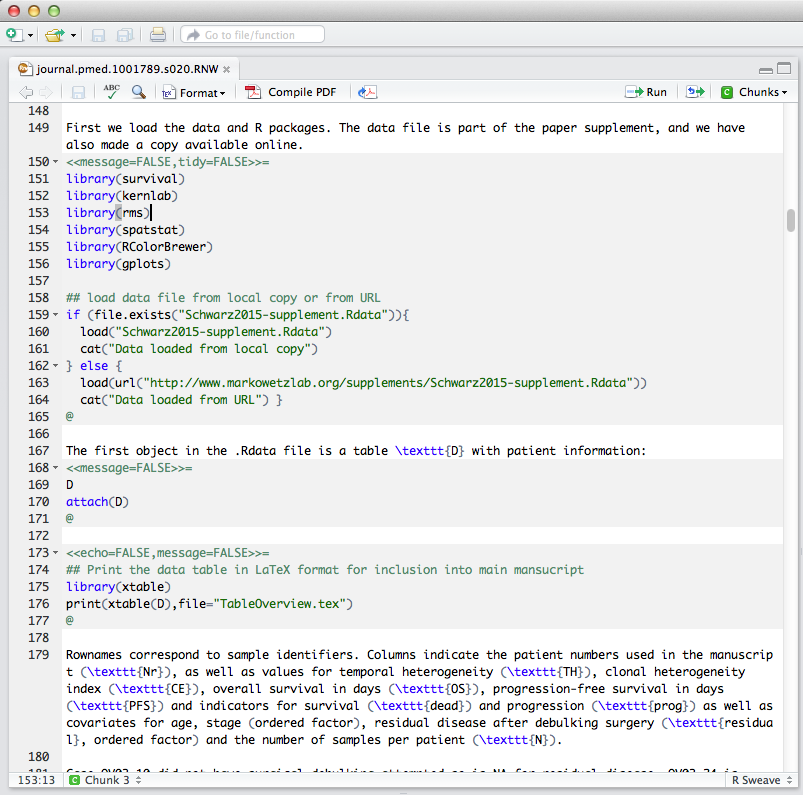 Go to file/function
journal.pmed.1001789.s020.RNW
ABC
Format
Compile PDF
Run
Chunks
148
149 First we load the data and R packages. The data file is part of the paper supplement, and we have
also made a copy available online.
150 <<message=FALSE,tidy=FALSE>>=
151 library(survival)
152 library(kernlab)
153 library(rms)
154 library(spatstat)
155 library(RColorBrewer)
156 library(gplots)
157
158 ## load data file from local copy or from URL
159 if (file.exists("Schwarz2015-supplement.Rdata")){
160 load("Schwarz2015-supplement.Rdata")
161 cat("Data loaded from local copy")
162 } else {
163 load(url("http://www.markowetzlab.org/supplements/Schwarz2015-supplement.Rdata"))
164 cat("Data loaded from URL") }
165 @
166
167 The first object in the .Rdata file is a table \texttt{D} with patient information:
168 <<message=FALSE>>=
169 D
170 attach(D)
171 @
172
173 <<echo=FALSE,message=FALSE>>=
174 ## Print the data table in LaTeX format for inclusion into main mansucript
175 library(xtable)
176 print(xtable(D),file="TableOverview.tex")
177 @
178
179 Rownames correspond to sample identifiers. Columns indicate the patient numbers used in the manuscrip
t (\texttt{Nr}), as well as values for temporal heterogeneity (\texttt{TH}), clonal heterogeneity
index (\texttt{CE}), overall survival in days (\texttt{OS}), progression-free survival in days
(\texttt{PFS}) and indicators for survival (\texttt{dead}) and progression (\texttt{prog}) as well as
covariates for age, stage (ordered factor), residual disease after debulking surgery (\texttt{residua
l}, ordered factor) and the number of samples per patient (\texttt{N}).
180
153:13 C Chunk 3 R Sweave